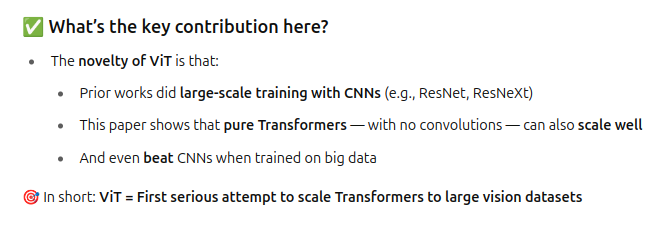 ✅ What's the key contribution here?
• The novelty of ViT is that:
• Prior works did large-scale training with CNNs (e.g., ResNet, ResNeXt)
• This paper shows that pure Transformers — with no convolutions — can also scale well
• And even beat CNNs when trained on big data
🎯 In short: ViT = First serious attempt to scale Transformers to large vision datasets